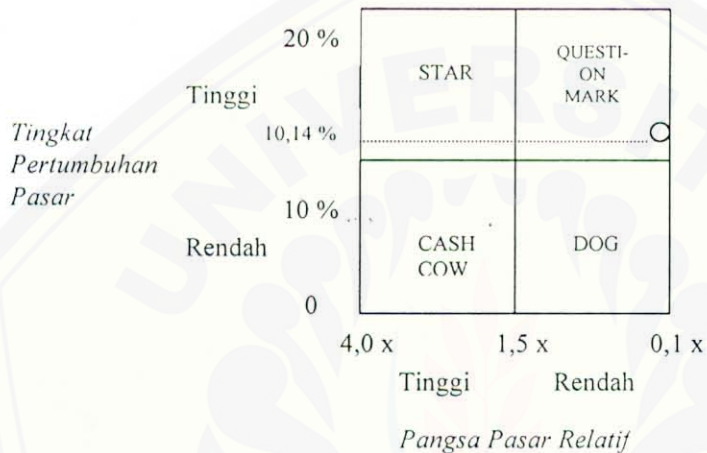 20 %
STAR
QUESTI-
ON
MARK
Tinggi
Tingkat
Pertumbuhan
Pasar
10,14 %
10 %
Rendah
CASH
COW
DOG
0
4,0 x
1,5 x
0,1 x
Tinggi
Rendah
Pangsa Pasar Relatif
UNIVERSIT